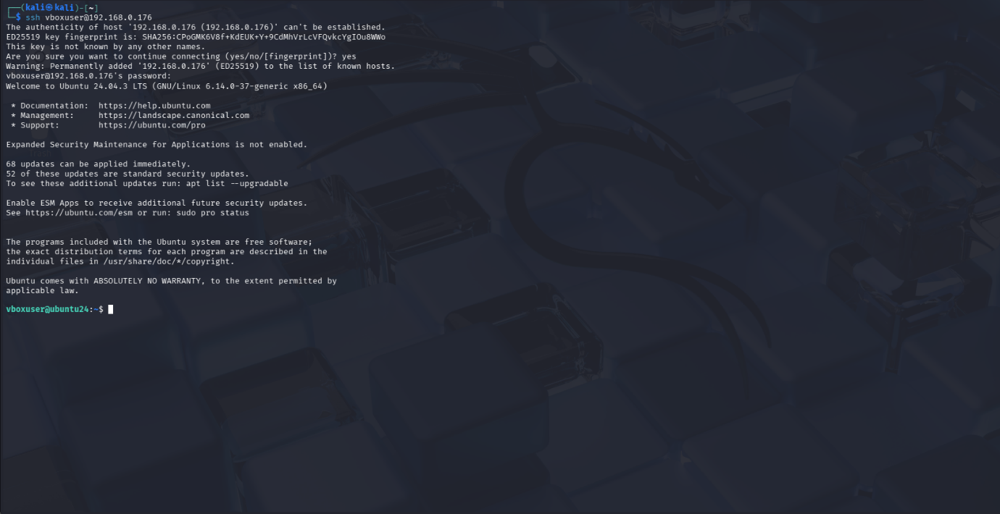 ┌──(kali㉿kali)-[~]
└─$ ssh vboxuser@192.168.0.176
The authenticity of host '192.168.0.176 (192.168.0.176)' can't be established.
ED25519 key fingerprint is: SHA256:CPoGMK6V8f+KdEUK+Y+9CdMhVrLcVFQvkcYgIOu8WWo
This key is not known by any other names.
Are you sure you want to continue connecting (yes/no/[fingerprint])? yes
Warning: Permanently added '192.168.0.176' (ED25519) to the list of known hosts.
vboxuser@192.168.0.176's password:
Welcome to Ubuntu 24.04.3 LTS (GNU/Linux 6.14.0-37-generic x86_64)
* Documentation:  https://help.ubuntu.com
* Management:     https://landscape.canonical.com
* Support:        https://ubuntu.com/pro
Expanded Security Maintenance for Applications is not enabled.
68 updates can be applied immediately.
52 of these updates are standard security updates.
To see these additional updates run: apt list --upgradable
Enable ESM Apps to receive additional future security updates.
See https://ubuntu.com/esm or run: sudo pro status
The programs included with the Ubuntu system are free software;
the exact distribution terms for each program are described in the
individual files in /usr/share/doc/*/copyright.
Ubuntu comes with ABSOLUTELY NO WARRANTY, to the extent permitted by
applicable law.
vboxuser@ubuntu24:~$